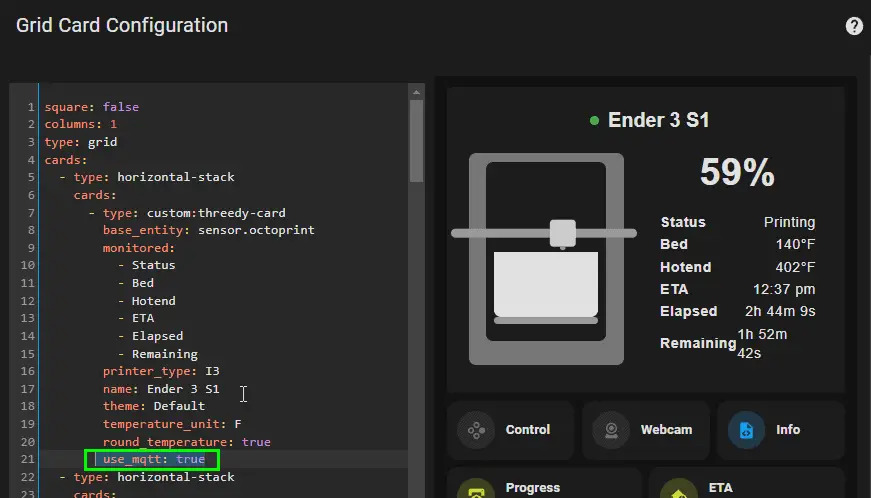 Grid Card Configuration
?
1 square: false
2 columns: 1
3 type: grid
4 cards:
5 - type: horizontal-stack
6 cards:
7 - type: custom:threedy-card
8 base_entity: sensor.octoprint
9 monitored:
10 - Status
11 - Bed
12 - Hotend
13 - ETA
14 - Elapsed
15 - Remaining
16 printer_type: I3
17 name: Ender 3 S1
18 theme: Default
19 temperature_unit: F
20 round_temperature: true
21 use_mqtt: true
22 - type: horizontal-stack
cards:
Ender 3 S1
59%
Status Printing
Bed 140°F
Hotend 402°F
ETA 12:37 pm
Elapsed 2h 44m 9s
Remaining 1h 52m
42s
Control
Webcam
Info
Progress
ETA